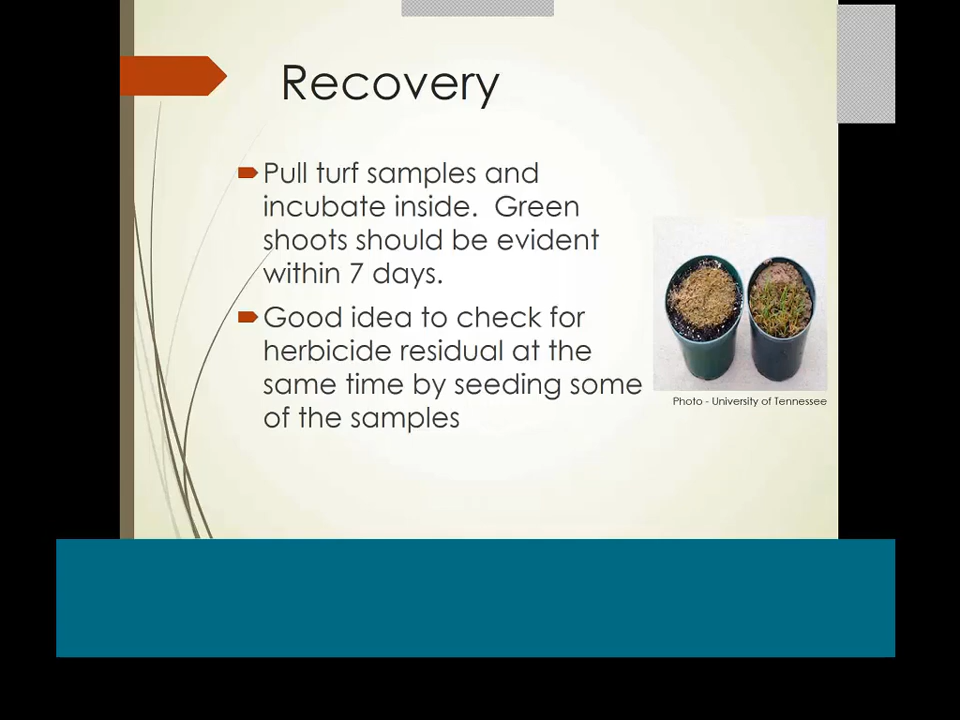 Recovery
Pull turf samples and
incubate inside.  Green
shoots should be evident
within 7 days.
Good idea to check for
herbicide residual at the
same time by seeding some
of the samples
Photo - University of Tennessee